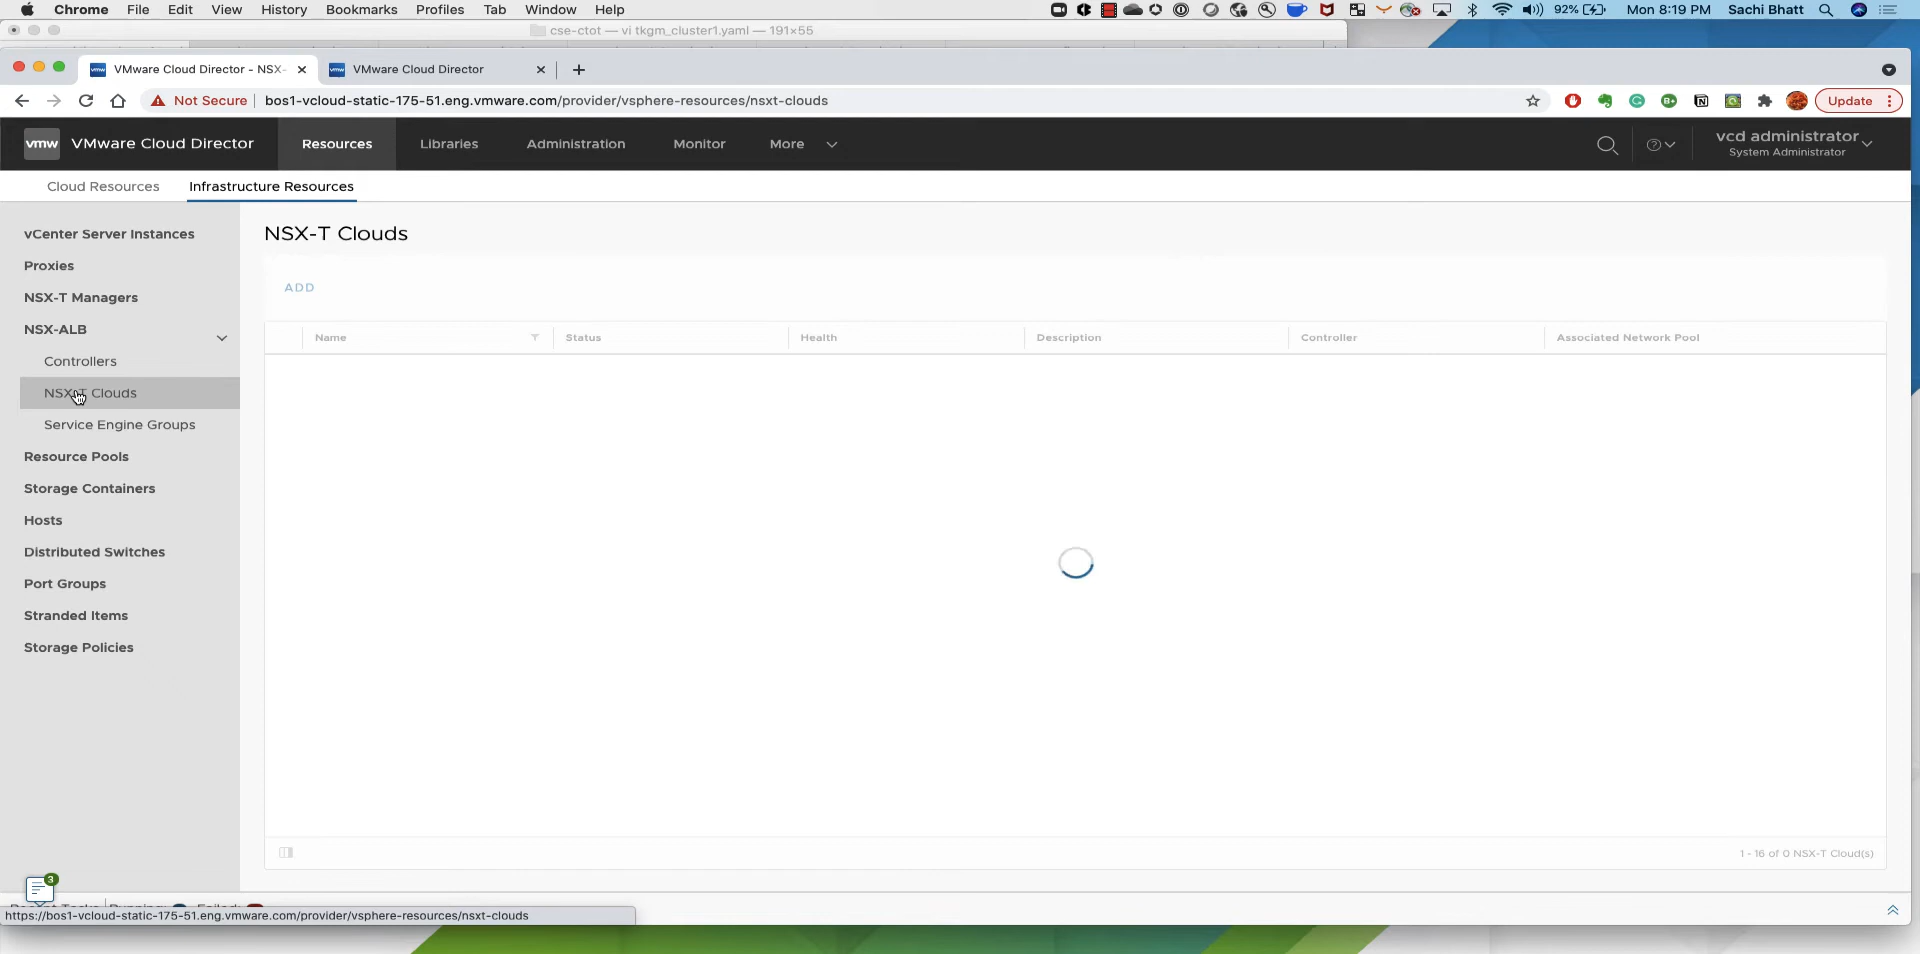 Chrome File Edit View History Bookmarks Profiles Tab Window Help 92% Mon 8:19 PM Sachi Bhatt
cse-ctot — vi tkgm_cluster1.yaml — 191×55
VMware Cloud Director - NSX- VMware Cloud Director
Not Secure bos1-vcloud-static-175-51.eng.vmware.com/provider/vsphere-resources/nsxt-clouds Update
vmw VMware Cloud Director Resources Libraries Administration Monitor More vcd administrator
System Administrator
Cloud Resources Infrastructure Resources
vCenter Server Instances
Proxies
NSX-T Managers
NSX-ALB
Controllers
NSX-T Clouds
Service Engine Groups
Resource Pools
Storage Containers
Hosts
Distributed Switches
Port Groups
Stranded Items
Storage Policies
NSX-T Clouds
ADD
Name Status Health Description Controller Associated Network Pool
1 - 16 of 0 NSX-T Cloud(s)
3
Recent Tasks Running: Failed:
https://bos1-vcloud-static-175-51.eng.vmware.com/provider/vsphere-resources/nsxt-clouds